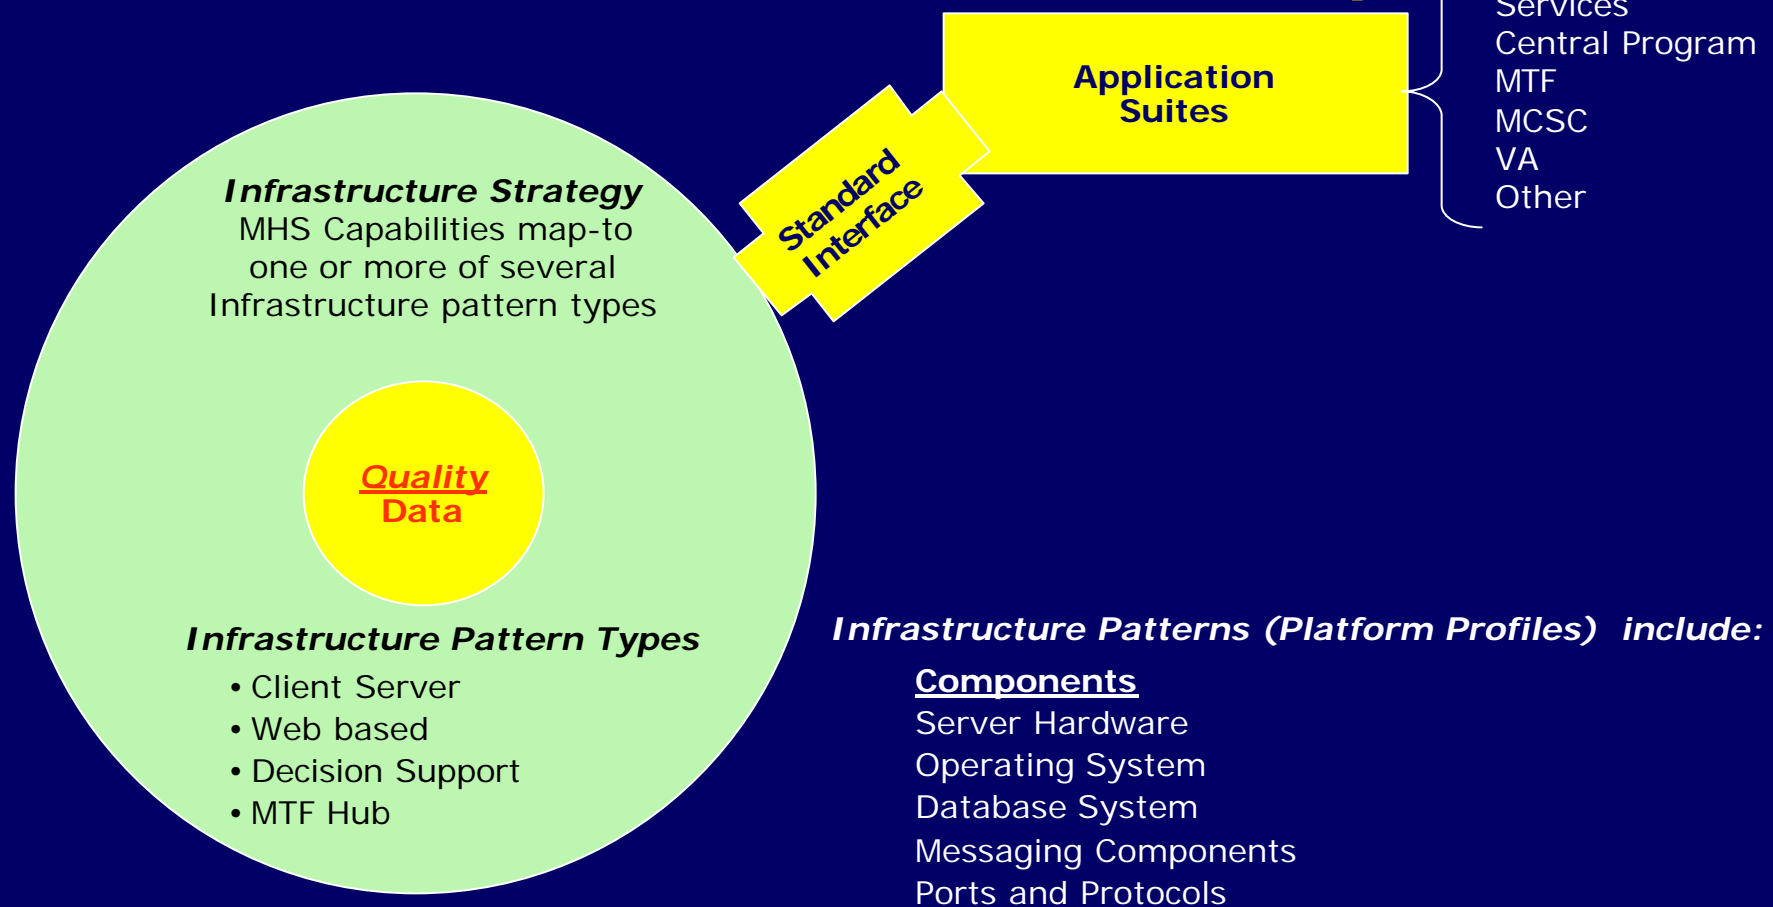 Services
Central Program
MTF
MCSC
VA
Other
Application
Suites
Standard
Interface
Infrastructure Strategy
MHS Capabilities map-to
one or more of several
Infrastructure pattern types
Quality
Data
Infrastructure Pattern Types
• Client Server
• Web based
• Decision Support
• MTF Hub
Infrastructure Patterns (Platform Profiles) include:
Components
Server Hardware
Operating System
Database System
Messaging Components
Ports and Protocols